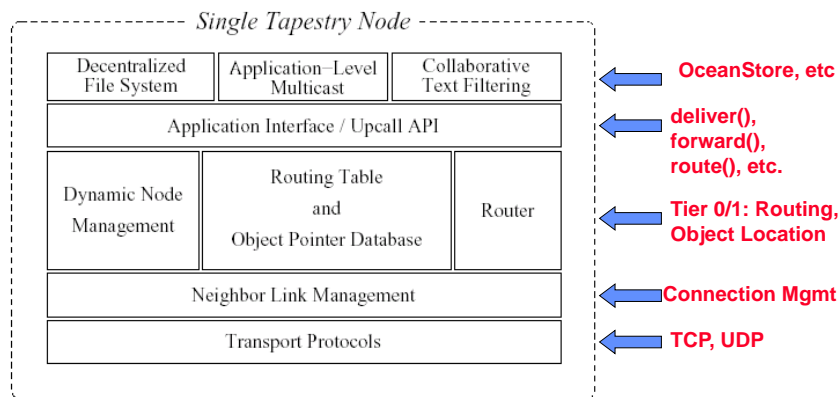 Single Tapestry Node
Decentralized
File System
Application–Level
Multicast
Collaborative
Text Filtering
OceanStore, etc
Application Interface / Upcall API
deliver(),
forward(),
route(), etc.
Dynamic Node
Management
Routing Table
and
Object Pointer Database
Router
Tier 0/1: Routing,
Object Location
Neighbor Link Management
Connection Mgmt
Transport Protocols
TCP, UDP